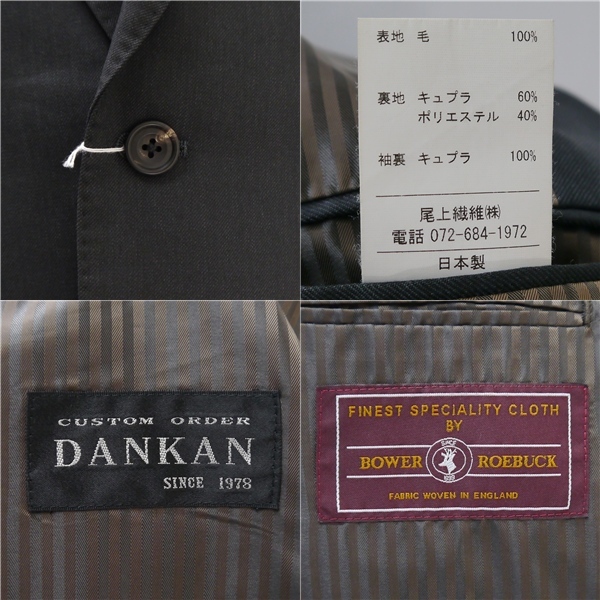 表地 毛 100%
裏地 キュプラ 60%
ポリエステル 40%
袖裏 キュプラ 100%
尾上繊維㈱
電話 072-684-1972
日本製
CUSTOM ORDER
DANKAN
SINCE 1978
FINEST SPECIALITY CLOTH
BY
BOWER ROEBUCK
FABRIC WOVEN IN ENGLAND